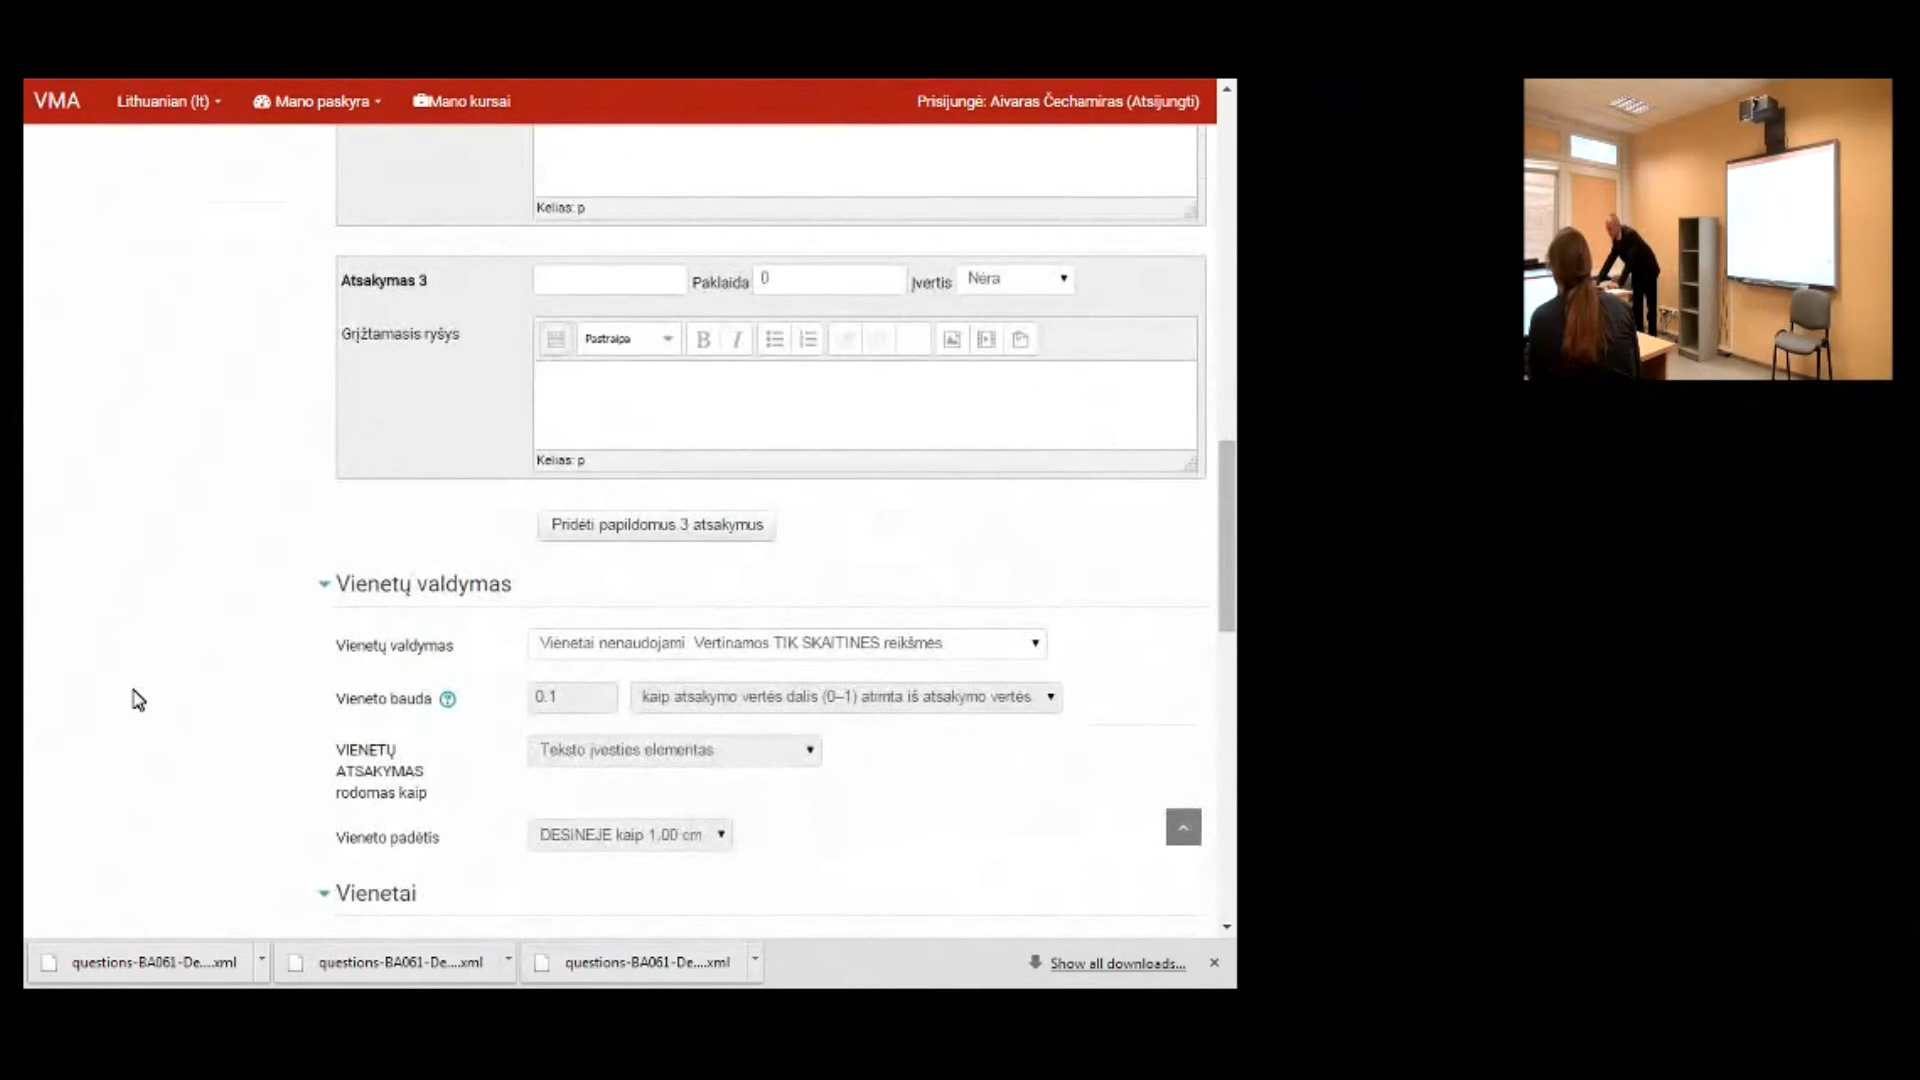 VMA Lithuanian (lt) Mano paskyra Mano kursai Prisijungė: Aivaras Čechamiras (Atsijungti)
Kelias: p
Atsakymas 3 Paklaida 0 Įvertis Nėra
Grįžtamasis ryšys Pastraipa B I
Kelias: p
Pridėti papildomus 3 atsakymus
Vienetų valdymas
Vienetų valdymas Vienetai nenaudojami. Vertinamos TIK SKAITINĖS reikšmės
Vieneto bauda ? 0.1 kaip atsakymo vertės dalis (0–1) atimta iš atsakymo vertės
VIENETŲ
ATSAKYMAS
rodomas kaip
Teksto įvesties elementas
Vieneto padėtis DEŠINĖJE kaip 1,00 cm
Vienetai
questions-BA061-De....xml questions-BA061-De....xml questions-BA061-De....xml Show all downloads...